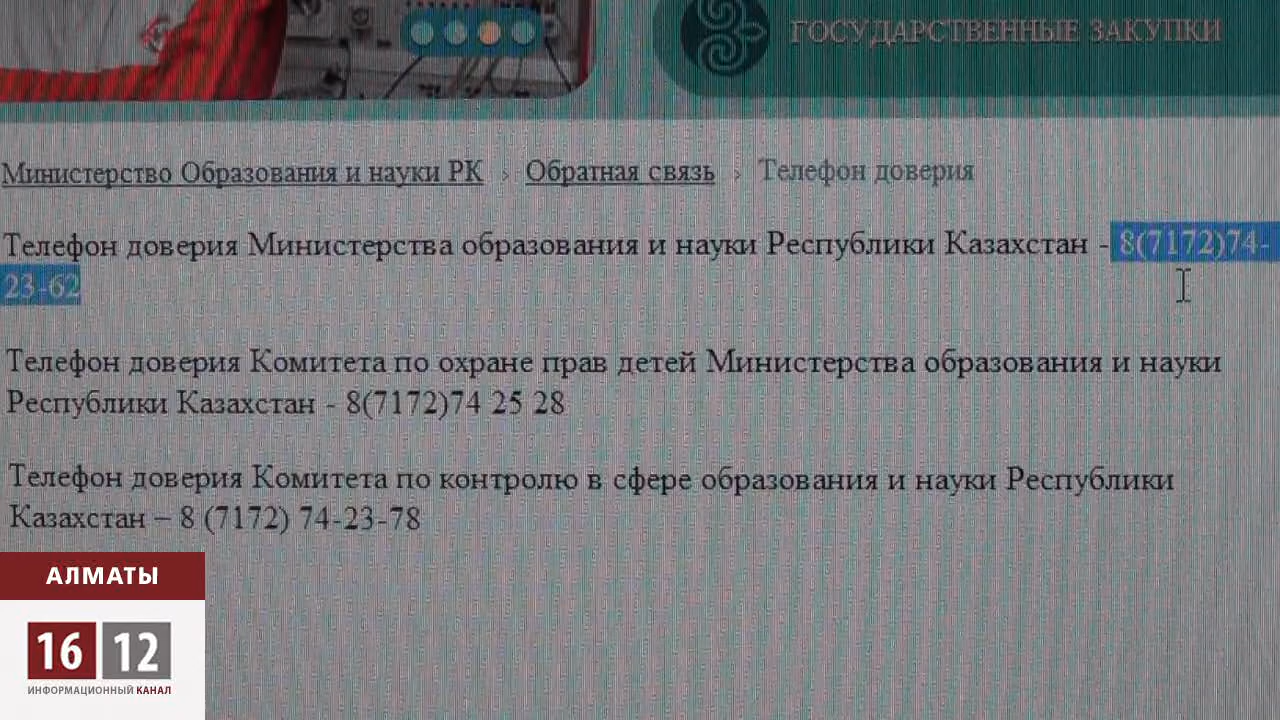 ГОСУДАРСТВЕННЫЕ ЗАКУПКИ
Министерство Образования и науки РК › Обратная связь › Телефон доверия
Телефон доверия Министерства образования и науки Республики Казахстан - 8(7172)74-
23-62
Телефон доверия Комитета по охране прав детей Министерства образования и науки
Республики Казахстан - 8(7172)74 25 28
Телефон доверия Комитета по контролю в сфере образования и науки Республики
Казахстан – 8 (7172) 74-23-78
АЛМАТЫ
16 12
ИНФОРМАЦИОННЫЙ КАНАЛ